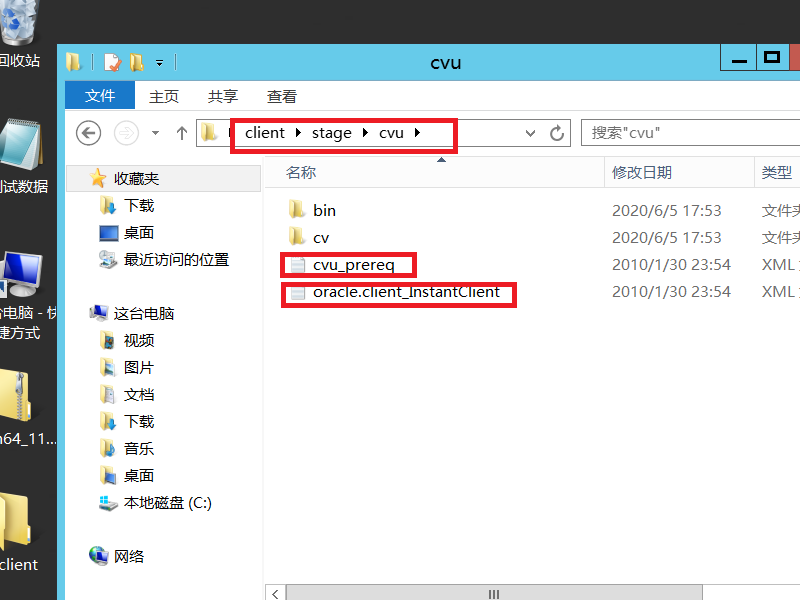 回收站
cvu
文件 主页 共享 查看
client stage cvu
搜索"cvu"
名称 修改日期 类型
收藏夹
下载
桌面
最近访问的位置
这台电脑
视频
图片
文档
下载
音乐
桌面
本地磁盘 (C:)
网络
bin 2020/6/5 17:53 文件夹
cv 2020/6/5 17:53 文件夹
cvu_prereq 2010/1/30 23:54 XML
oracle.client_InstantClient 2010/1/30 23:54 XML
试数据
台电脑 - 快
捷方式
n64_11...
client